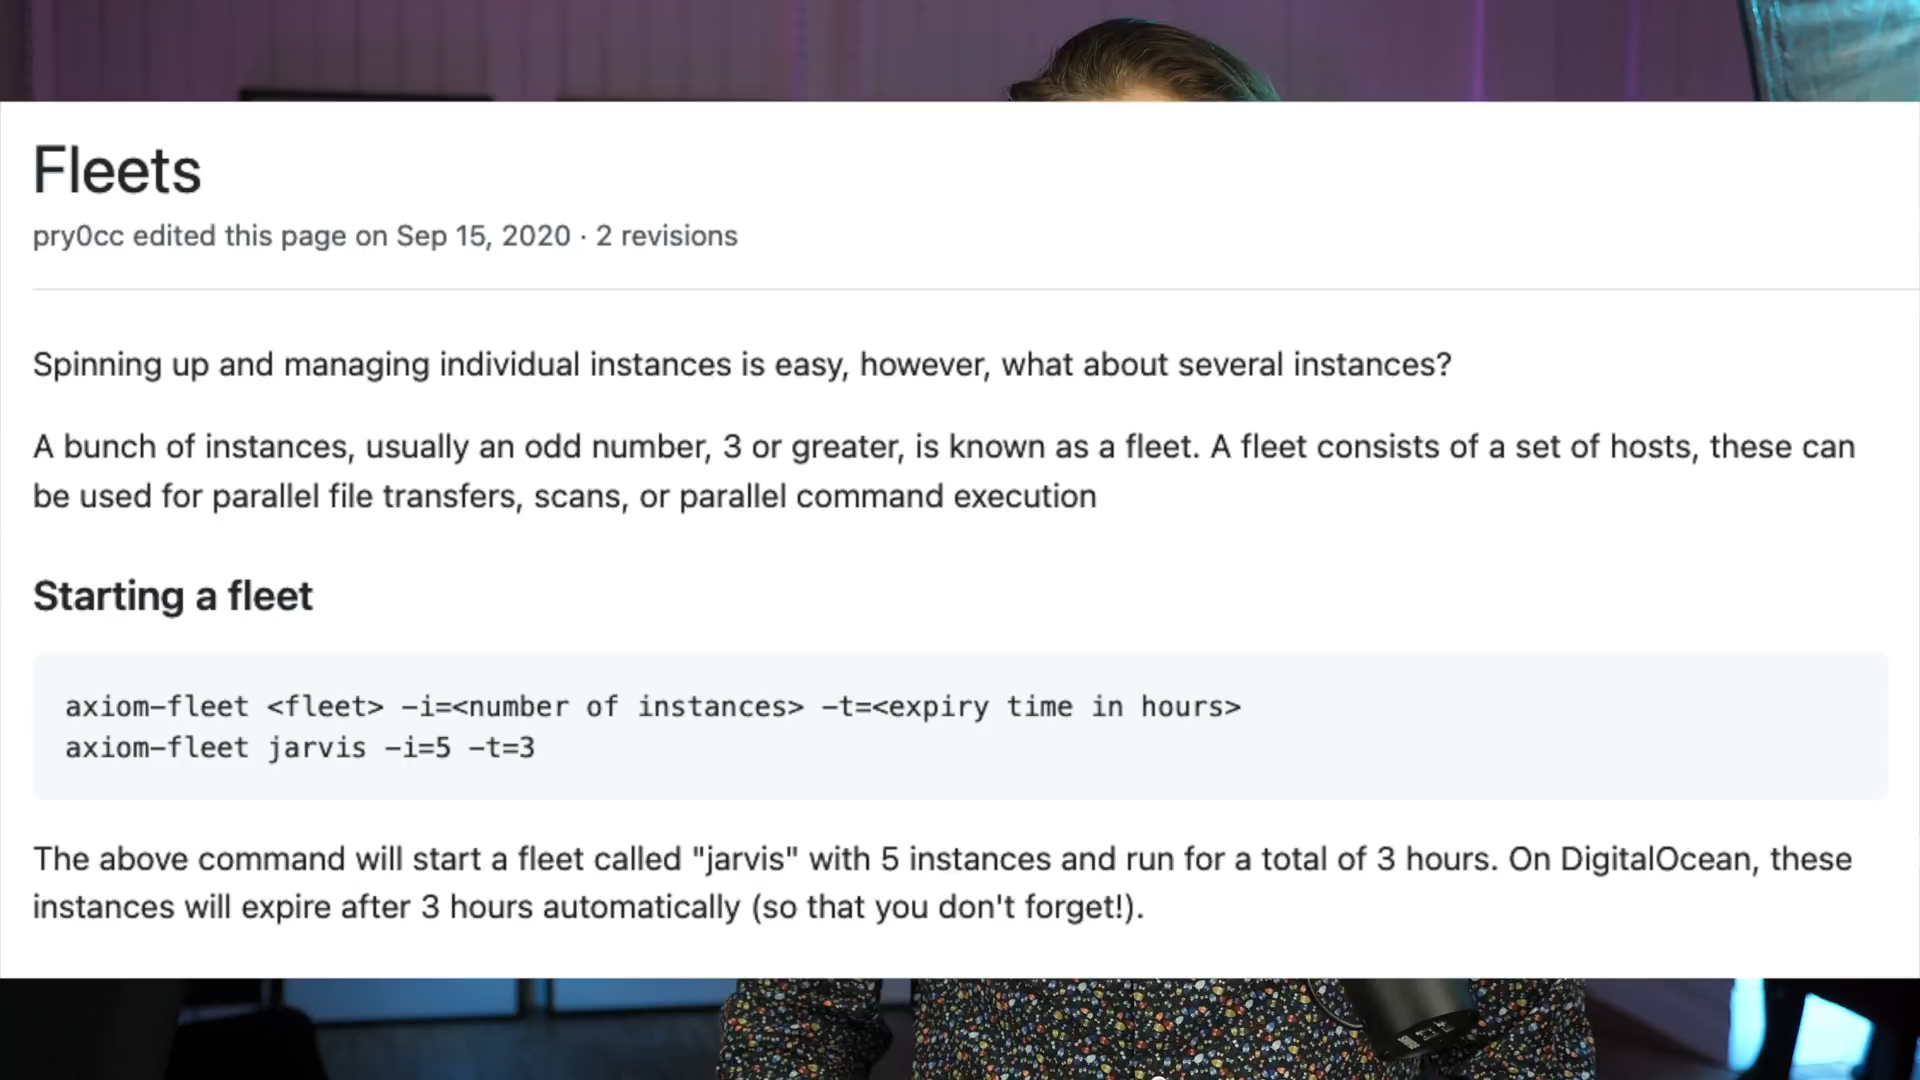 Fleets
pry0cc edited this page on Sep 15, 2020 · 2 revisions
Spinning up and managing individual instances is easy, however, what about several instances?
A bunch of instances, usually an odd number, 3 or greater, is known as a fleet. A fleet consists of a set of hosts, these can
be used for parallel file transfers, scans, or parallel command execution
Starting a fleet
axiom-fleet <fleet> -i=<number of instances> -t=<expiry time in hours>
axiom-fleet jarvis -i=5 -t=3
The above command will start a fleet called "jarvis" with 5 instances and run for a total of 3 hours. On DigitalOcean, these
instances will expire after 3 hours automatically (so that you don't forget!).